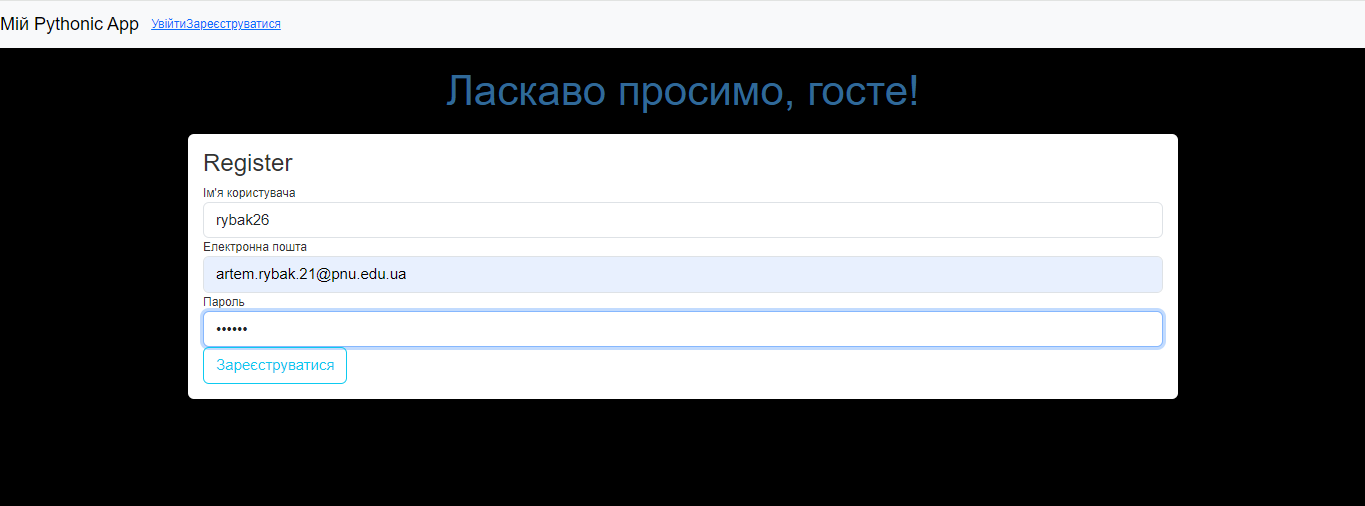 Мій Pythonic App УвійтиЗареєструватися
Ласкаво просимо, госте!
Register
Ім'я користувача
rybak26
Електронна пошта
artem.rybak.21@pnu.edu.ua
Пароль
••••••
Зареєструватися